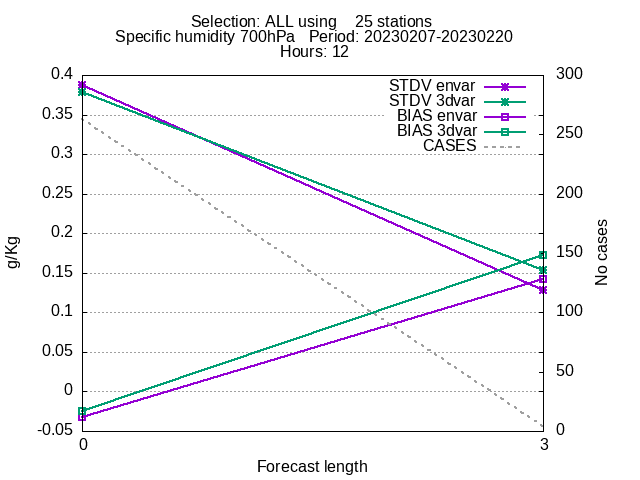 Selection: ALL using    25 stations
Specific humidity 700hPa   Period: 20230207-20230220
Hours: 12
STDV envar
STDV 3dvar
BIAS envar
BIAS 3dvar
CASES
0.4
0.35
0.3
0.25
0.2
0.15
0.1
0.05
0
-0.05
g/Kg
300
250
200
150
100
50
0
No cases
0
3
Forecast length